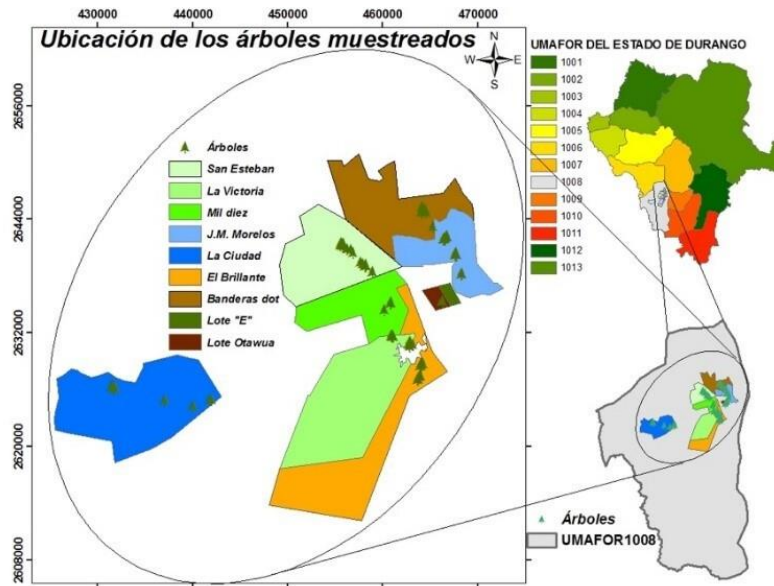 430000 440000 450000 460000 470000
Ubicación de los árboles muestreados
N
W E
S
2656000
2644000
2632000
2620000
2608000
Árboles
San Esteban
La Victoria
Mil diez
J.M. Morelos
La Ciudad
El Brillante
Banderas dot
Lote "E"
Lote Otawua
UMAFOR DEL ESTADO DE DURANGO
1001
1002
1003
1004
1005
1006
1007
1008
1009
1010
1011
1012
1013
Árboles
UMAFOR1008